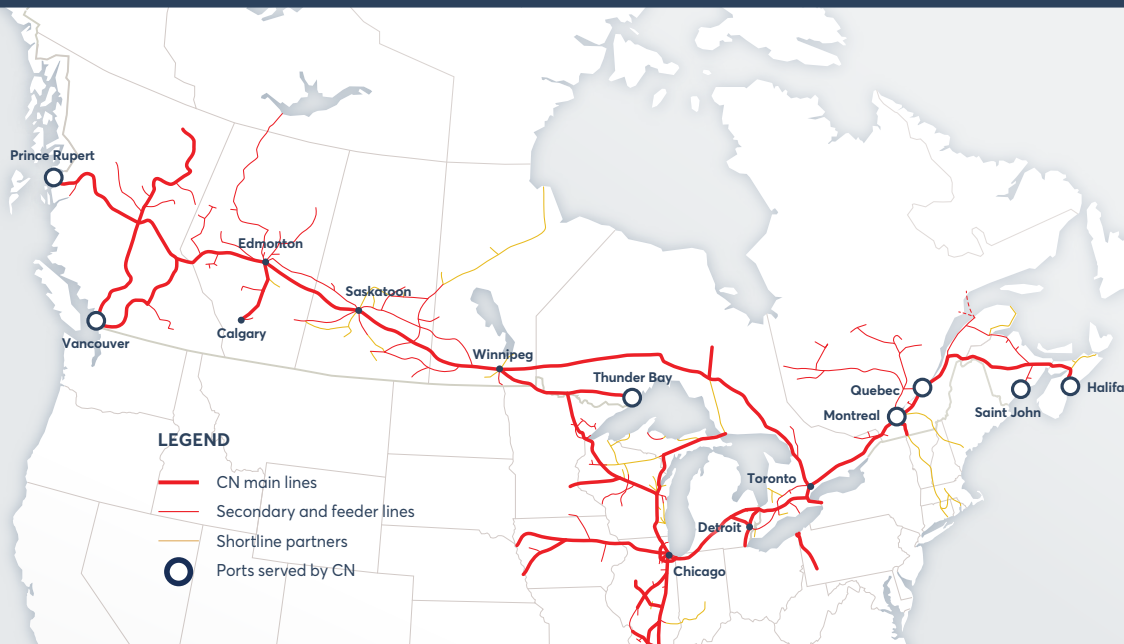 Prince Rupert
Edmonton
Saskatoon
Calgary
Vancouver
Winnipeg
Thunder Bay
Quebec
Halifa
Montreal
Saint John
LEGEND
CN main lines
Secondary and feeder lines
Shortline partners
Ports served by CN
Toronto
Detroit
Chicago